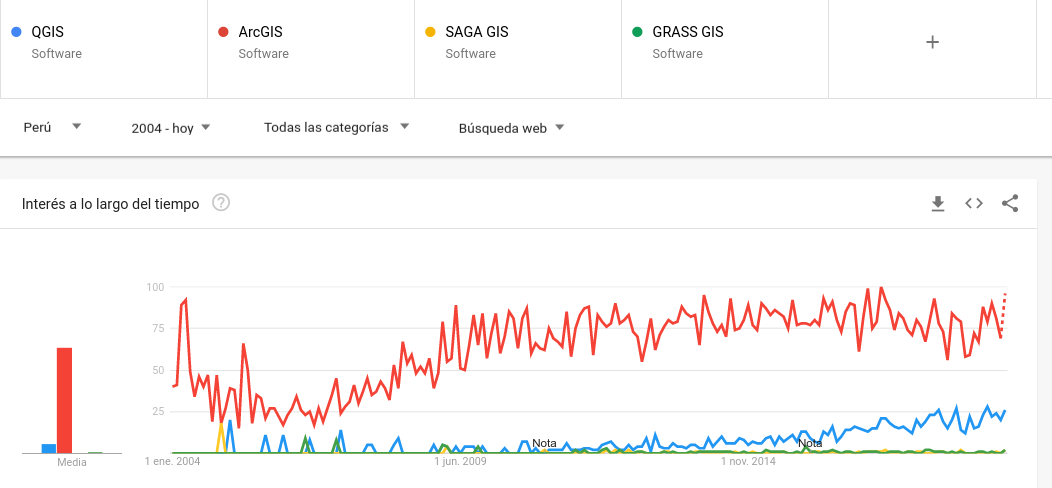 QGIS
Software
ArcGIS
Software
SAGA GIS
Software
GRASS GIS
Software
+
Perú
2004 - hoy
Todas las categorías
Búsqueda web
Interés a lo largo del tiempo
?
100
75
50
25
Nota
Nota
Media
1 ene. 2004
1 jun. 2009
1 nov. 2014